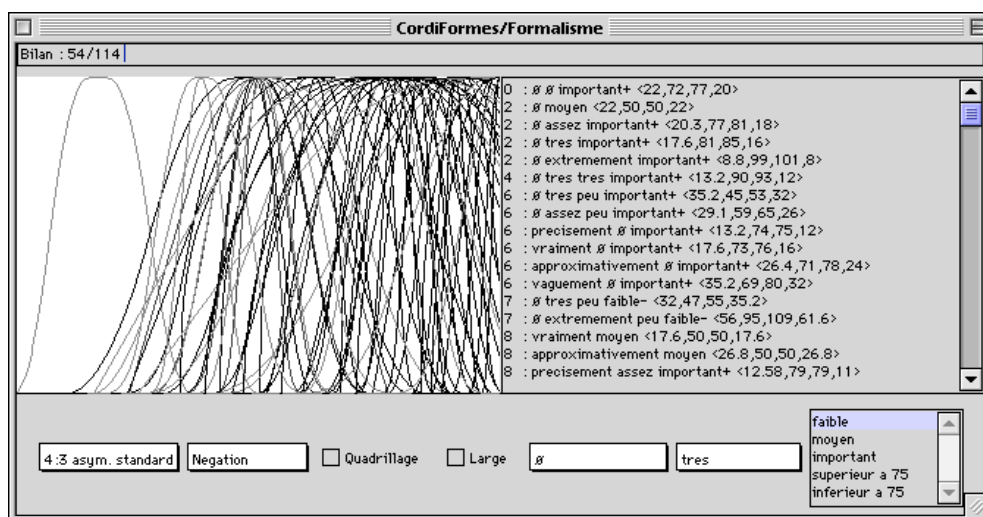 CordiFormes/Formalisme
Bilan : 54/114
0 : ø ø important+ <22,72,77,20>
2 : ø moyen <22,50,50,22>
2 : ø assez important+ <20.3,77,81,18>
2 : ø tres important+ <17.6,81,85,16>
2 : ø extremement important+ <8.8,99,101,8>
4 : tres tres important+ <13.2,90,93,12>
6 : ø tres peu important+ <35.2,45,53,32>
6 : ø assez peu important+ <29.1,59,65,26>
6 : precisement ø important+ <13.2,74,75,12>
6 : vraiment ø important+ <17.6,73,76,16>
6 : approximativement ø important+ <26.4,71,78,24>
6 : vaguement ø important+ <35.2,69,80,32>
7 : ø tres peu faible- <32,47,55,35.2>
7 : ø extremement peu faible- <56,95,109,61.6>
8 : vraiment moyen <17.6,50,50,17.6>
8 : approximativement moyen <26.8,50,50,26.8>
8 : precisement assez important+ <12.58,79,79,11>
4:3 asym. standard
Negation
Quadrillage
Large
ø
tres
faible
moyen
important
superieur a 75
inferieur a 75